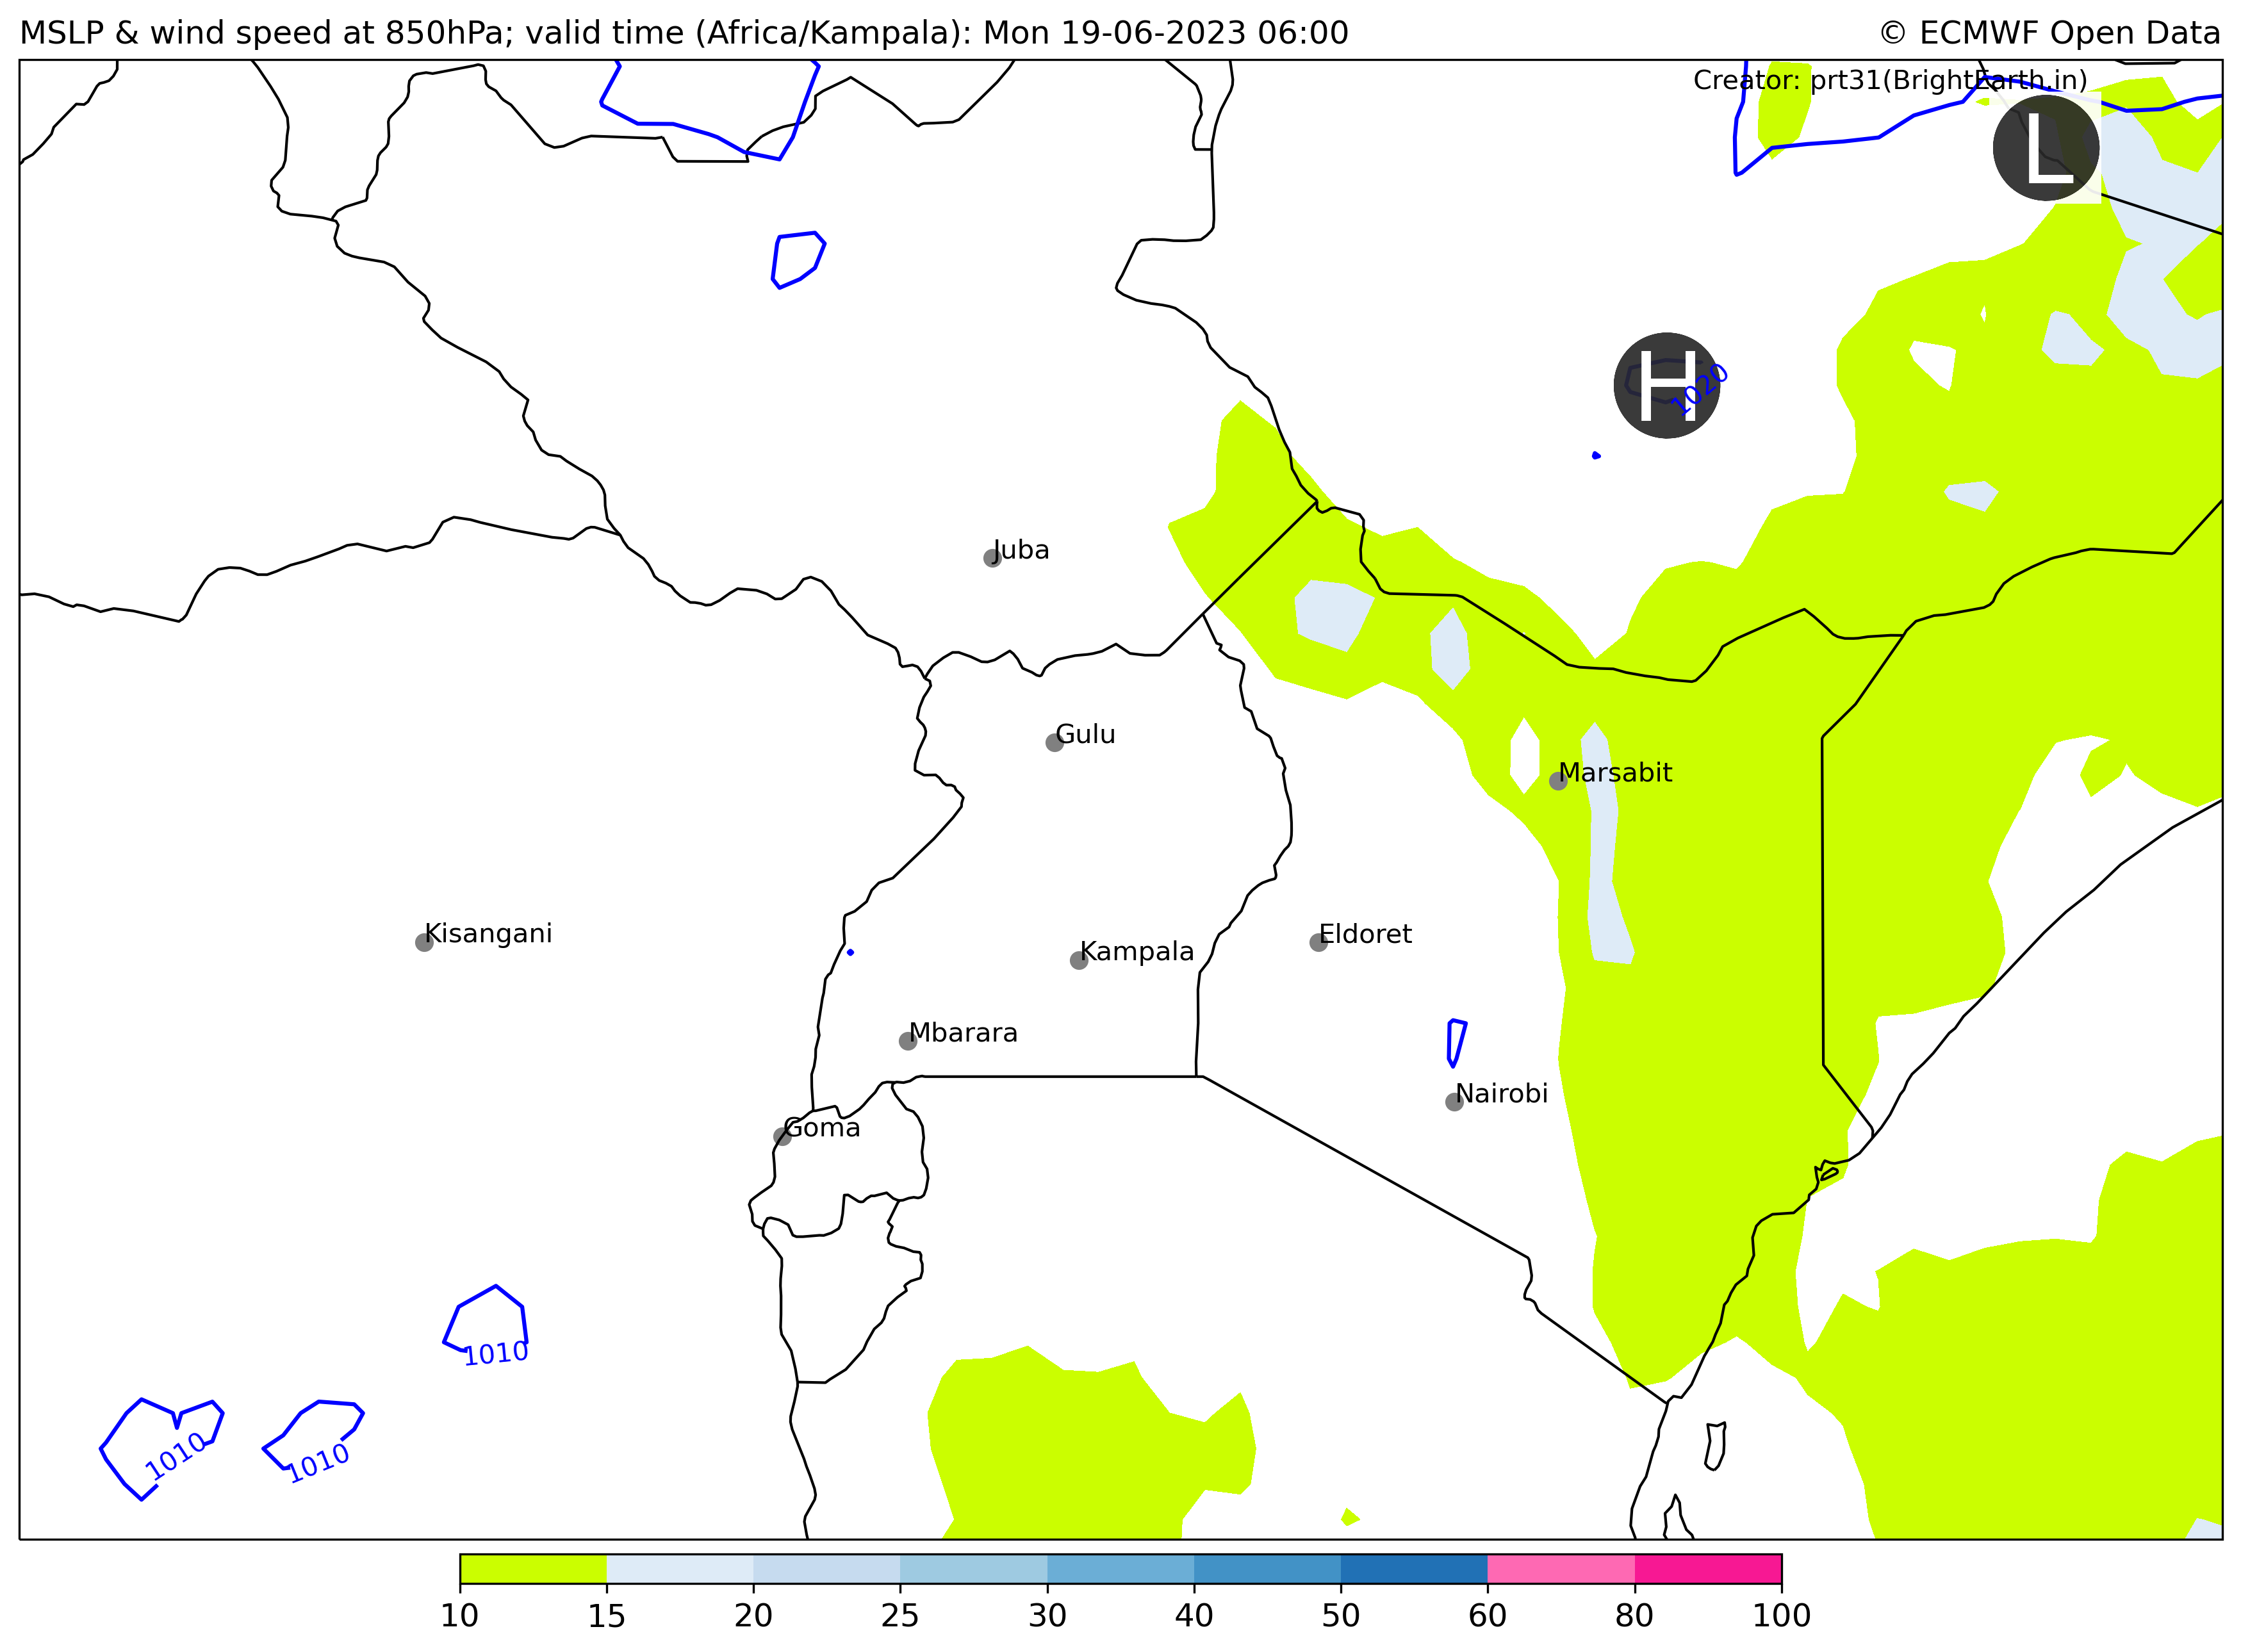 MSLP & wind speed at 850hPa; valid time (Africa/Kampala): Mon 19-06-2023 06:00
© ECMWF Open Data
Creator: prt31(BrightEarth.in)
L
H
1020
Juba
Gulu
Marsabit
Kisangani
Eldoret
Kampala
Mbarara
Nairobi
Goma
1010
1010
1010
10 15 20 25 30 40 50 60 80 100